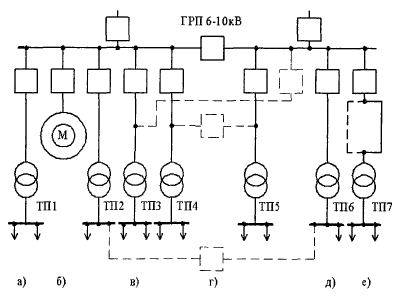 ГРП 6-10кВ
М
ТП1
ТП2
ТП3
ТП4
ТП5
ТП6
ТП7
а) б) в) г) д) е)